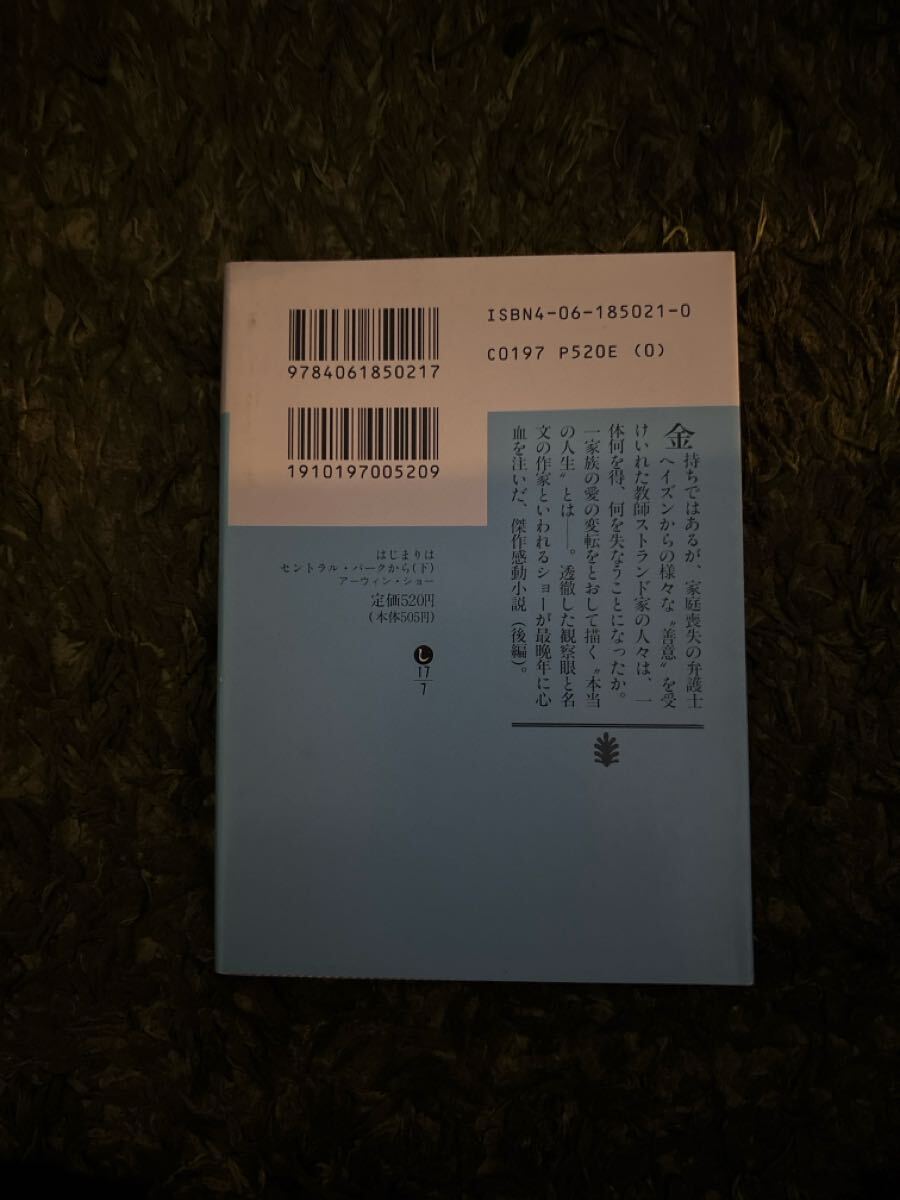 ISBN4-06-185021-0
C0197 P520E (0)
9784061850217
1910197005209
金持ちではあるが、家庭喪失の弁護士
ヘイズンからの様々な〝善意〟を受
けいれた教師ストランド家の人々は、一
体何を得、何を失なうことになったか。
一家族の愛の変転をとおして描く〝本当
の人生〟とは――。透徹した観察眼と名
文の作家といわれるショーが最晩年に心
血を注いだ、傑作感動小説(後編)。
はじまりは
セントラル・パークから(下)
アーウィン・ショー
定価520円
(本体505円)
し
17
7